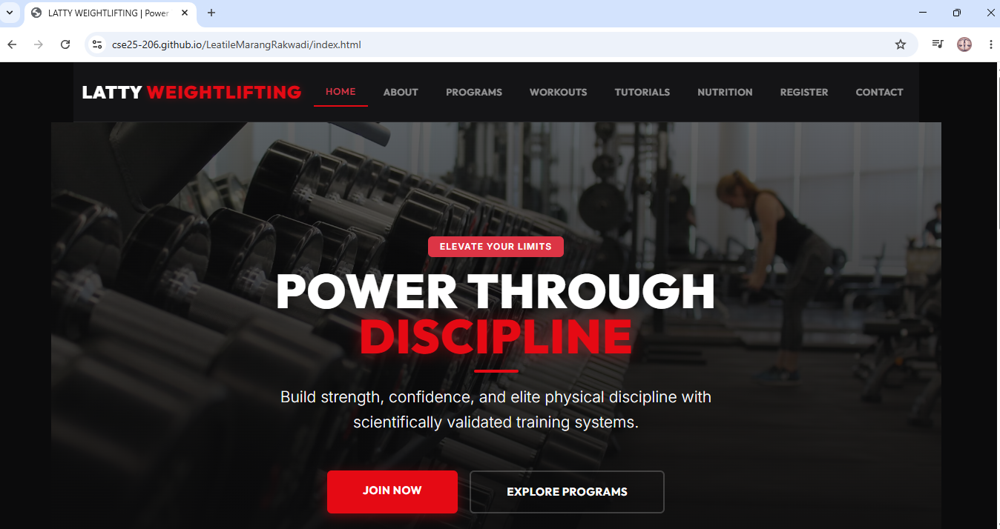 LATTY WEIGHTLIFTING | Power
cse25-206.github.io/LeatileMarangRakwadi/index.html
LATTY WEIGHTLIFTING HOME ABOUT PROGRAMS WORKOUTS TUTORIALS NUTRITION REGISTER CONTACT
ELEVATE YOUR LIMITS
POWER THROUGH
DISCIPLINE
Build strength, confidence, and elite physical discipline with
scientifically validated training systems.
JOIN NOW EXPLORE PROGRAMS